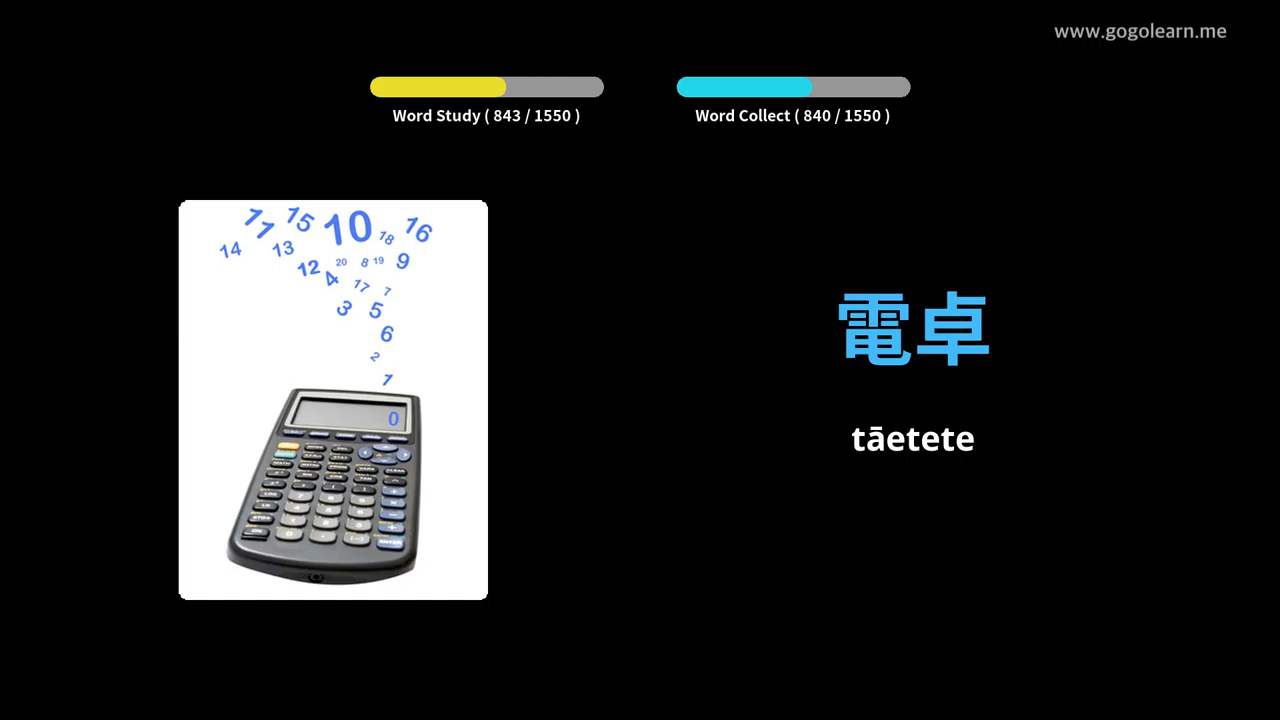 www.gogolearn.me
Word Study ( 843 / 1550 )
Word Collect ( 840 / 1550 )
11 15 10 18 16
14 13
12 20 8 19 9
4 17 7
3 5
6
2
1
0
電卓
tāetete